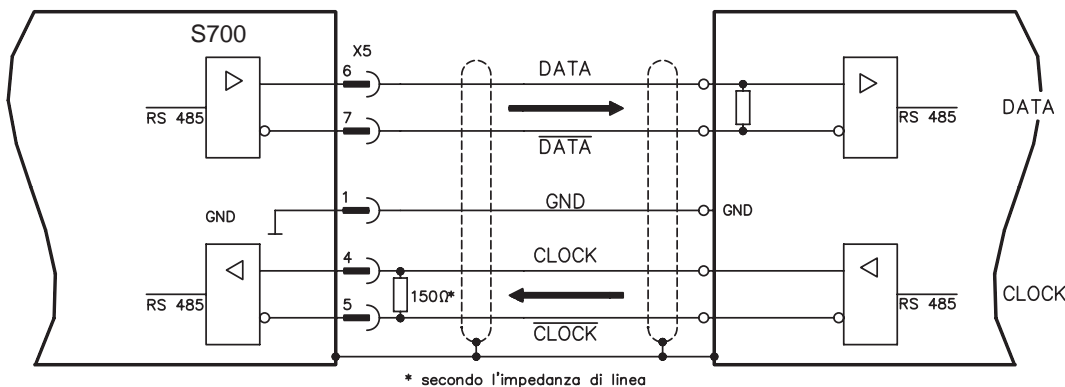 S700
X5
6
DATA
RS 485
7
DATA
RS 485
DATA
1
GND
GND
GND
4
CLOCK
RS 485
150Ω*
5
CLOCK
RS 485
CLOCK
* secondo l'impedanza di linea